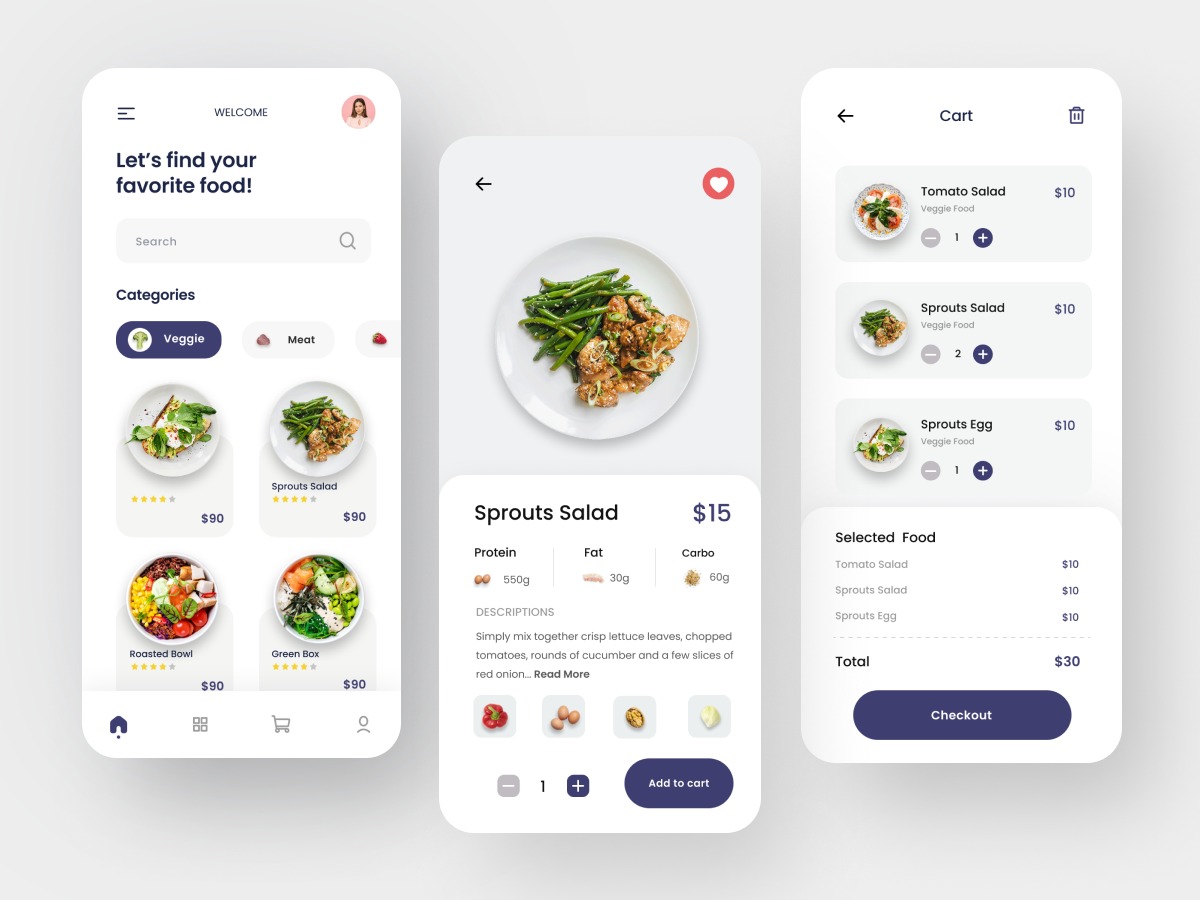 WELCOME
Let's find your
favorite food!
Search
Categories
Veggie
Meat
Sprouts Salad
$90
$90
Roasted Bowl
Green Box
$90
$90
Sprouts Salad
$15
Protein
Fat
Carbo
550g
30g
60g
DESCRIPTIONS
Simply mix together crisp lettuce leaves, chopped
tomatoes, rounds of cucumber and a few slices of
red onion... Read More
1
Add to cart
Cart
Tomato Salad
$10
Veggie Food
1
Sprouts Salad
$10
Veggie Food
2
Sprouts Egg
$10
Veggie Food
1
Selected Food
Tomato Salad
$10
Sprouts Salad
$10
Sprouts Egg
$10
Total
$30
Checkout